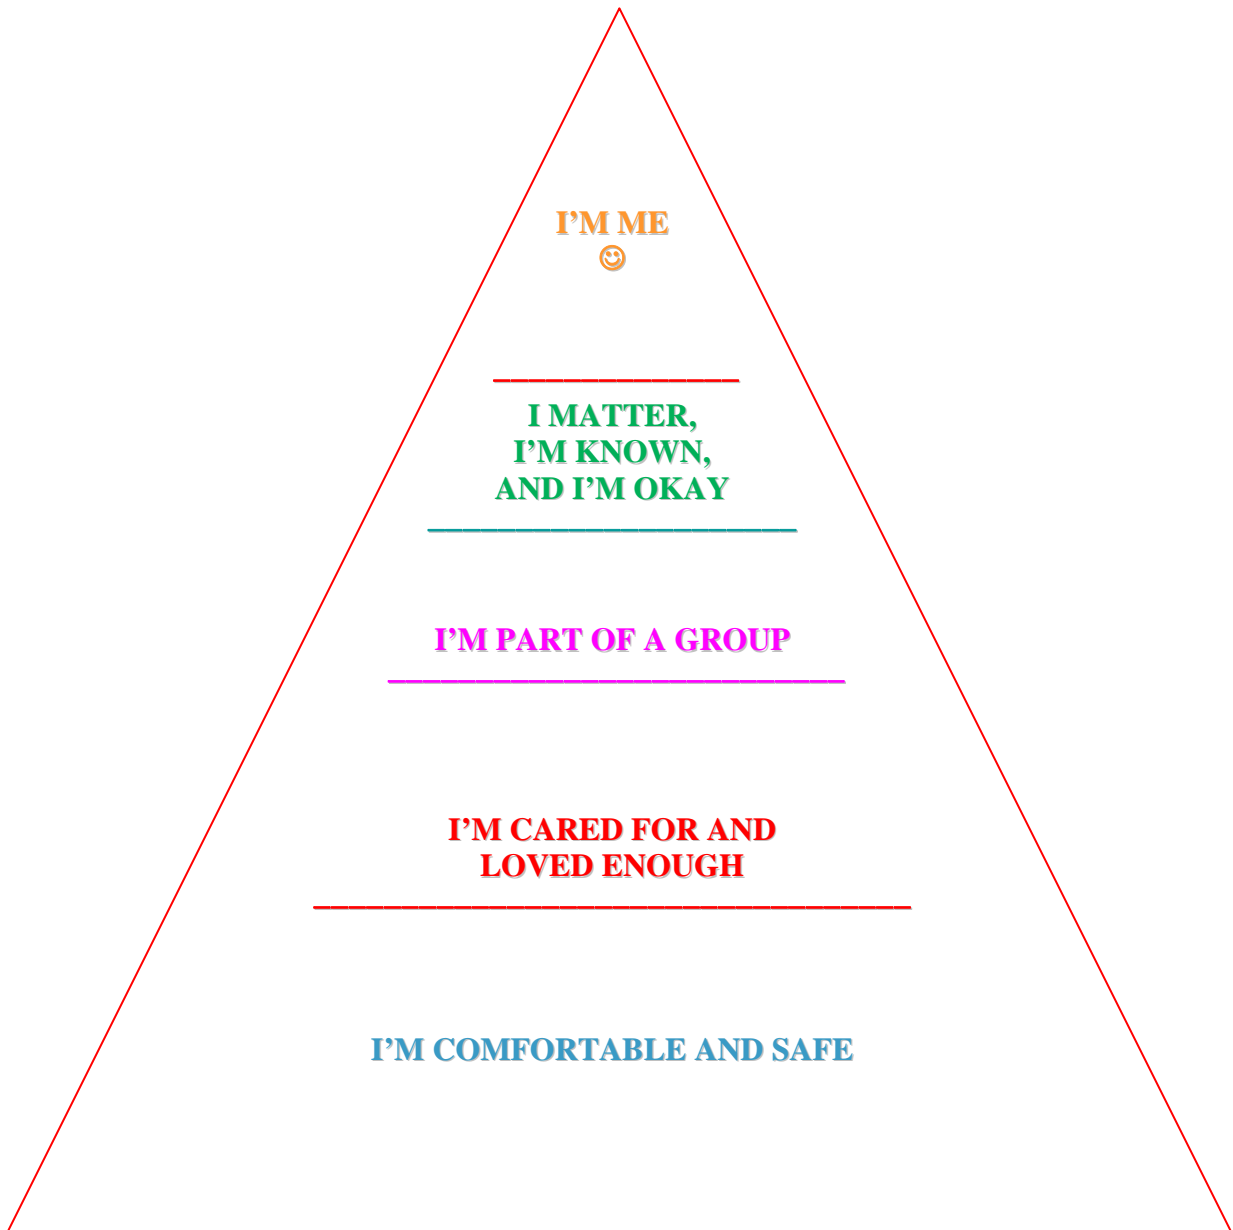 I’M ME
☺
I MATTER,
I’M KNOWN,
AND I’M OKAY
I’M PART OF A GROUP
I’M CARED FOR AND
LOVED ENOUGH
I’M COMFORTABLE AND SAFE